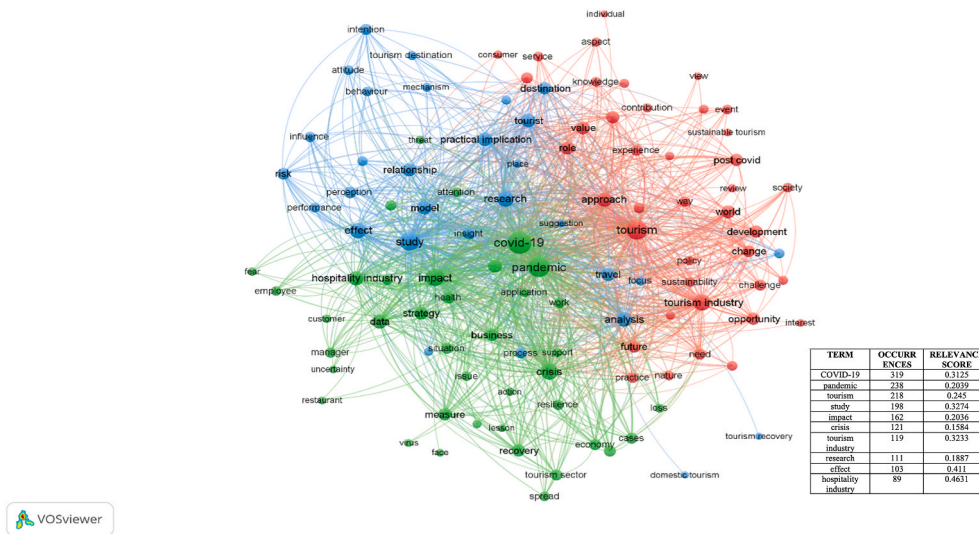 individual
intention
aspect
consumer
service
tourism destination
attitude
knowledge
view
behaviour
mechanism
destination
contribution
event
tourist
value
sustainable tourism
influence
threat
practical implication
role
experience
post covid
place
risk
relationship
review
society
perception
attention
research
approach
way
world
performance
model
suggestion
effect
insight
tourism
development
study
covid-19
change
policy
fear
hospitality industry
impact
pandemic
travel
focus
sustainability
challenge
employee
health
application
work
tourism industry
customer
data
strategy
analysis
opportunity
interest
business
manager
situation
process
support
future
need
uncertainty
issue
crisis
practice
nature
restaurant
action
resilience
loss
measure
lesson
virus
face
recovery
economy
cases
tourism recovery
tourism sector
domestic tourism
spread
TERM OCCURR ENCES RELEVANC SCORE
COVID-19 319 0.3125
pandemic 238 0.2039
tourism 218 0.245
study 198 0.3274
impact 162 0.2036
crisis 121 0.1584
tourism industry 119 0.3233
research 111 0.1887
effect 103 0.411
hospitality industry 89 0.4631
VOSviewer